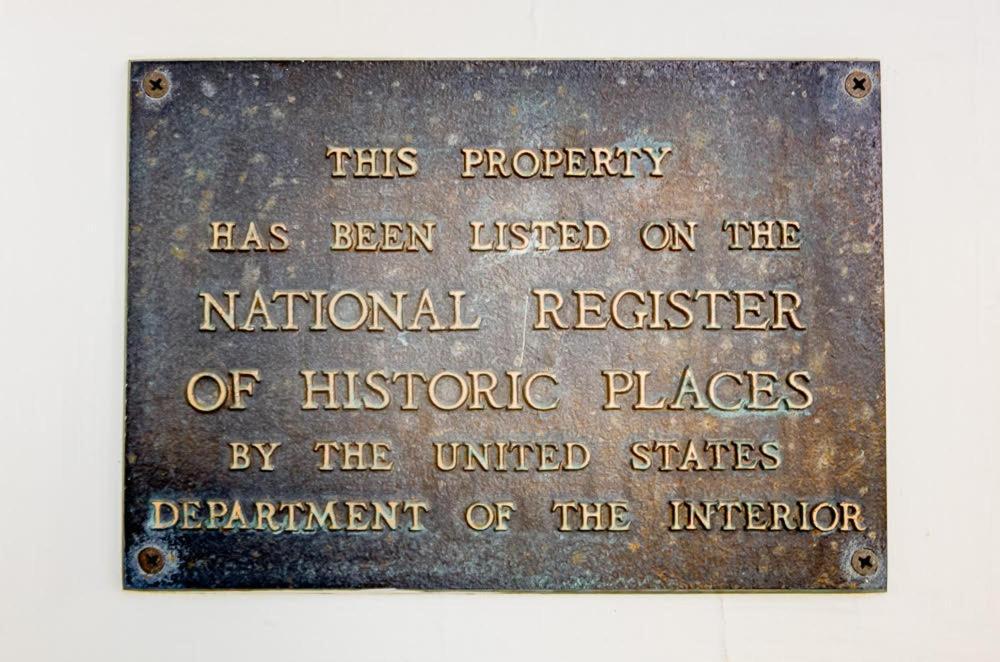 THIS PROPERTY
HAS BEEN LISTED ON THE
NATIONAL REGISTER
OF HISTORIC PLACES
BY THE UNITED STATES
DEPARTMENT OF THE INTERIOR